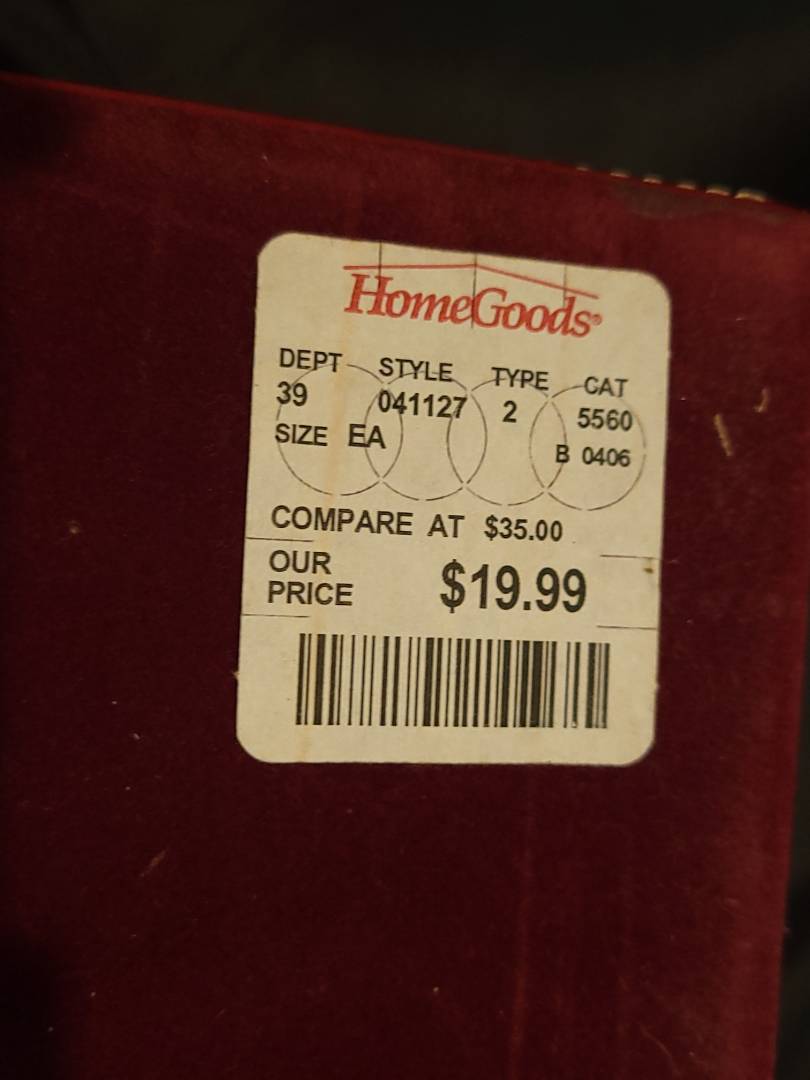 HomeGoods®
DEPT STYLE TYPE CAT
39 041127 2 5560
SIZE EA B 0406
COMPARE AT $35.00
OUR PRICE $19.99